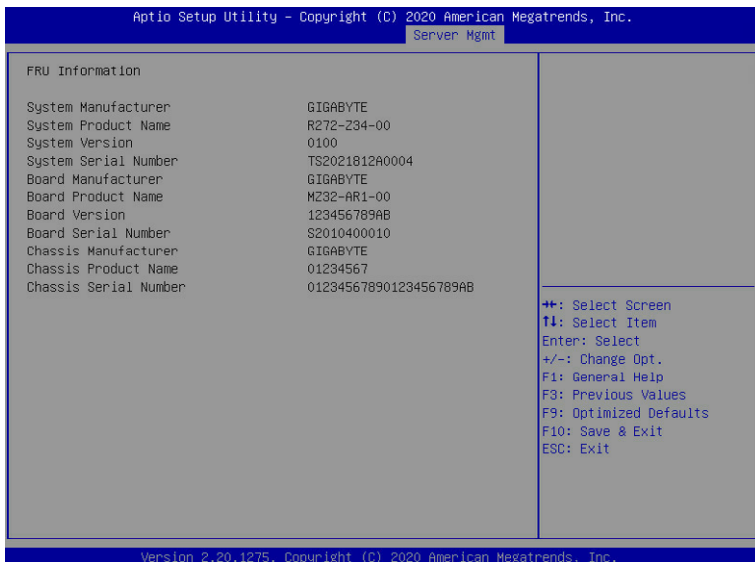 Aptio Setup Utility – Copyright (C) 2020 American Megatrends, Inc.
Server Mgmt
FRU Information
System Manufacturer GIGABYTE
System Product Name R272-Z34-00
System Version 0100
System Serial Number TS2021812A0004
Board Manufacturer GIGABYTE
Board Product Name MZ32-AR1-00
Board Version 123456789AB
Board Serial Number S2010400010
Chassis Manufacturer GIGABYTE
Chassis Product Name 01234567
Chassis Serial Number 01234567890123456789AB
→←: Select Screen
↑↓: Select Item
Enter: Select
+/-: Change Opt.
F1: General Help
F3: Previous Values
F9: Optimized Defaults
F10: Save & Exit
ESC: Exit
Version 2.20.1275. Copyright (C) 2020 American Megatrends, Inc.